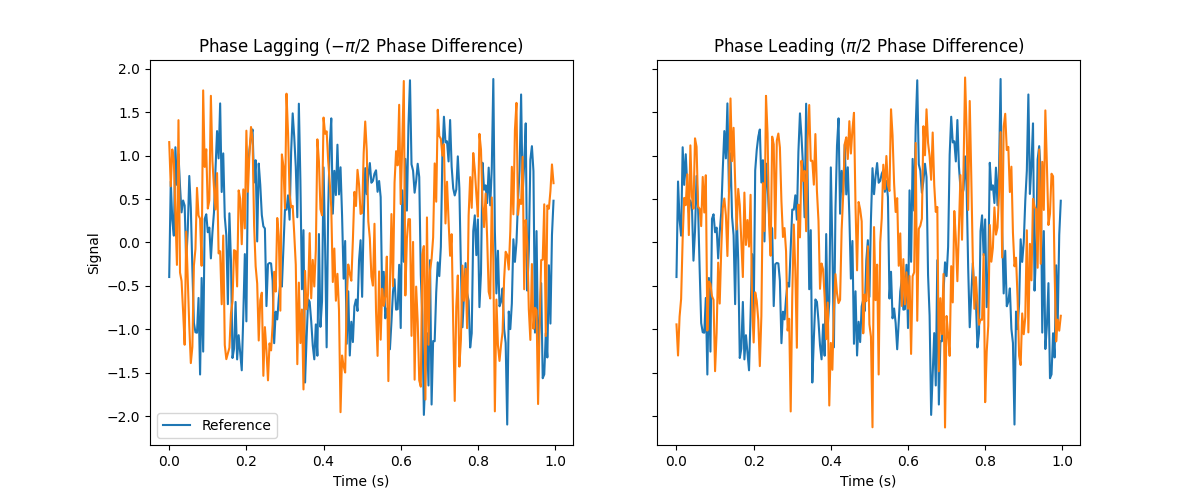 Phase Lagging (−π/2 Phase Difference)
Phase Leading (π/2 Phase Difference)
2.0
1.5
1.0
0.5
0.0
−0.5
−1.0
−1.5
−2.0
Signal
Reference
0.0 0.2 0.4 0.6 0.8 1.0
0.0 0.2 0.4 0.6 0.8 1.0
Time (s)
Time (s)